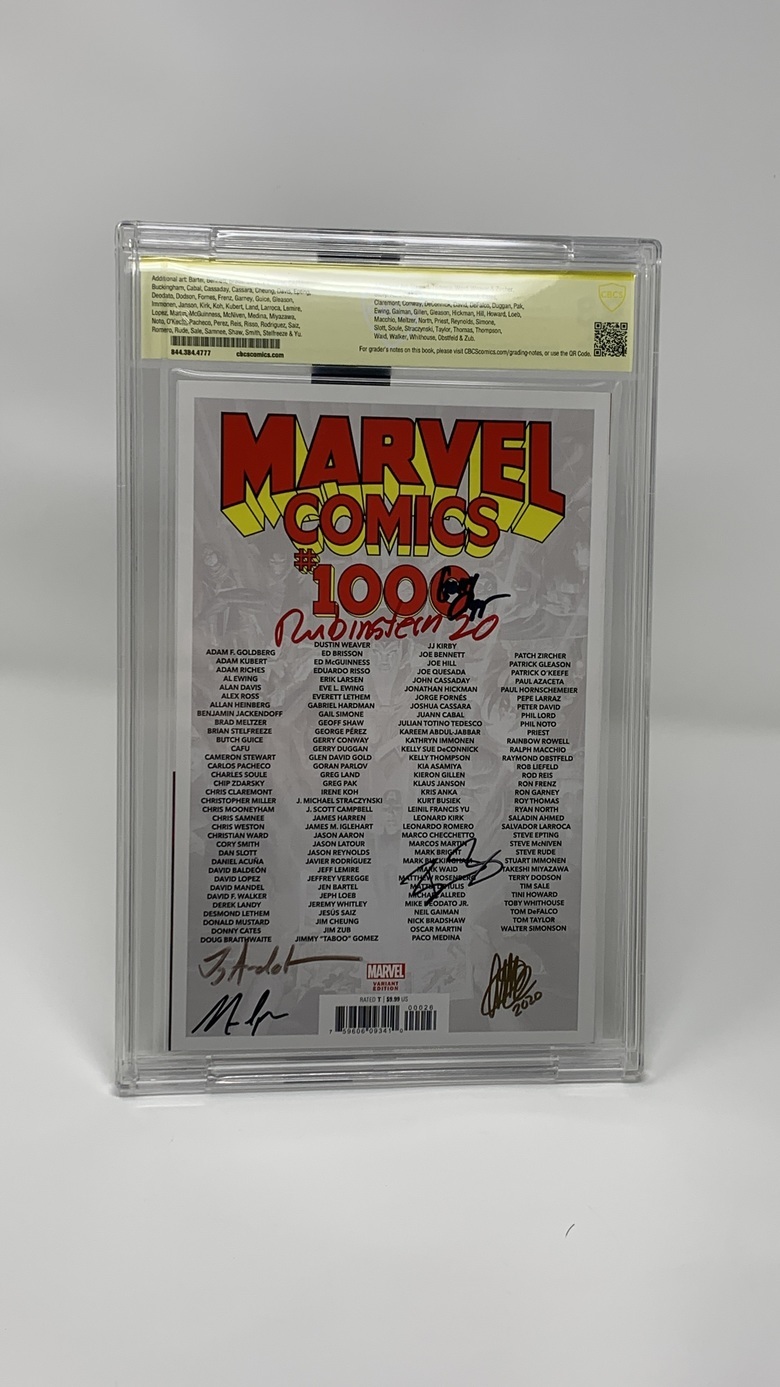 Additional art:
Buckingham, Cabal, Cassaday, Cassara, Cheung, Davis, Epting,
Deodato, Dodson, Fornes, Frenz, Garney, Guice, Gleason,
Immonen, Janson, Kirk, Koh, Kubert, Land, Larroca, Lemire,
Lopez, Martin, McGuinness, McNiven, Medina, Miyazawa,
Noto, O'Keefe, Pacheco, Perez, Reis, Risso, Rodriguez, Saiz,
Romero, Rude, Sale, Samnee, Shaw, Smith, Stelfreeze & Yu.
844.384.4777 cbcscomics.com
Claremont, Conway, DeConnick, David, DeFalco, Duggan, Pak,
Ewing, Gaiman, Gillen, Gleason, Hickman, Hill, Howard, Loeb,
Macchio, Meltzer, North, Priest, Reynolds, Simone,
Slott, Soule, Straczynski, Taylor, Thomas, Thompson,
Waid, Walker, Whithouse, Obstfeld & Zub.
For grader's notes on this book, please visit CBCScomics.com/grading-notes, or use the QR Code.
CBCS
MARVEL
COMICS
#1000
Rubinstein 20
ADAM F. GOLDBERG
ADAM KUBERT
ADAM RICHES
AL EWING
ALAN DAVIS
ALEX ROSS
ALLAN HEINBERG
BENJAMIN JACKENDOFF
BRAD MELTZER
BRIAN STELFREEZE
BUTCH GUICE
CAFU
CAMERON STEWART
CARLOS PACHECO
CHARLES SOULE
CHIP ZDARSKY
CHRIS CLAREMONT
CHRISTOPHER MILLER
CHRIS MOONEYHAM
CHRIS SAMNEE
CHRIS WESTON
CHRISTIAN WARD
CORY SMITH
DAN SLOTT
DANIEL ACUÑA
DAVID BALDEÓN
DAVID LOPEZ
DAVID MANDEL
DAVID F. WALKER
DEREK LANDY
DESMOND LETHEM
DONALD MUSTARD
DONNY CATES
DOUG BRAITHWAITE
DUSTIN WEAVER
ED BRISSON
ED McGUINNESS
EDUARDO RISSO
ERIK LARSEN
EVE L. EWING
EVERETT LETHEM
GABRIEL HARDMAN
GAIL SIMONE
GEOFF SHAW
GEORGE PÉREZ
GERRY CONWAY
GERRY DUGGAN
GLEN DAVID GOLD
GORAN PARLOV
GREG LAND
GREG PAK
IRENE KOH
J. MICHAEL STRACZYNSKI
J. SCOTT CAMPBELL
JAMES HARREN
JAMES M. IGLEHART
JASON AARON
JASON LATOUR
JASON REYNOLDS
JAVIER RODRÍGUEZ
JEFF LEMIRE
JEFFREY VEREGGE
JEN BARTEL
JEPH LOEB
JEREMY WHITLEY
JESÚS SAIZ
JIM CHEUNG
JIM ZUB
JIMMY "TABOO" GOMEZ
JJ KIRBY
JOE BENNETT
JOE HILL
JOE QUESADA
JOHN CASSADAY
JONATHAN HICKMAN
JORGE FORNÉS
JOSHUA CASSARA
JUANN CABAL
JULIAN TOTINO TEDESCO
KAREEM ABDUL-JABBAR
KATHRYN IMMONEN
KELLY SUE DeCONNICK
KELLY THOMPSON
KIA ASAMIYA
KIERON GILLEN
KLAUS JANSON
KRIS ANKA
KURT BUSIEK
LEINIL FRANCIS YU
LEONARD KIRK
LEONARDO ROMERO
MARCO CHECCHETTO
MARCOS MARTIN
MARK BRIGHT
MARK BUCKINGHAM
MARK WAID
MATTHEW ROSENBERG
MICHAEL ALLRED
MIKE DEODATO JR.
NEIL GAIMAN
NICK BRADSHAW
OSCAR MARTIN
PACO MEDINA
PATCH ZIRCHER
PATRICK GLEASON
PATRICK O'KEEFE
PAUL AZACETA
PAUL HORNSCHEMEIER
PEPE LARRAZ
PETER DAVID
PHIL LORD
PHIL NOTO
PRIEST
RAINBOW ROWELL
RALPH MACCHIO
RAYMOND OBSTFELD
ROB LIEFELD
ROD REIS
RON FRENZ
RON GARNEY
ROY THOMAS
RYAN NORTH
SALADIN AHMED
SALVADOR LARROCA
STEVE EPTING
STEVE McNIVEN
STEVE RUDE
STUART IMMONEN
TAKESHI MIYAZAWA
TERRY DODSON
TIM SALE
TINI HOWARD
TOBY WHITHOUSE
TOM DeFALCO
TOM TAYLOR
WALTER SIMONSON
MARVEL
VARIANT
EDITION
RATED T $9.99 US
00028
7 59606 09341
2020